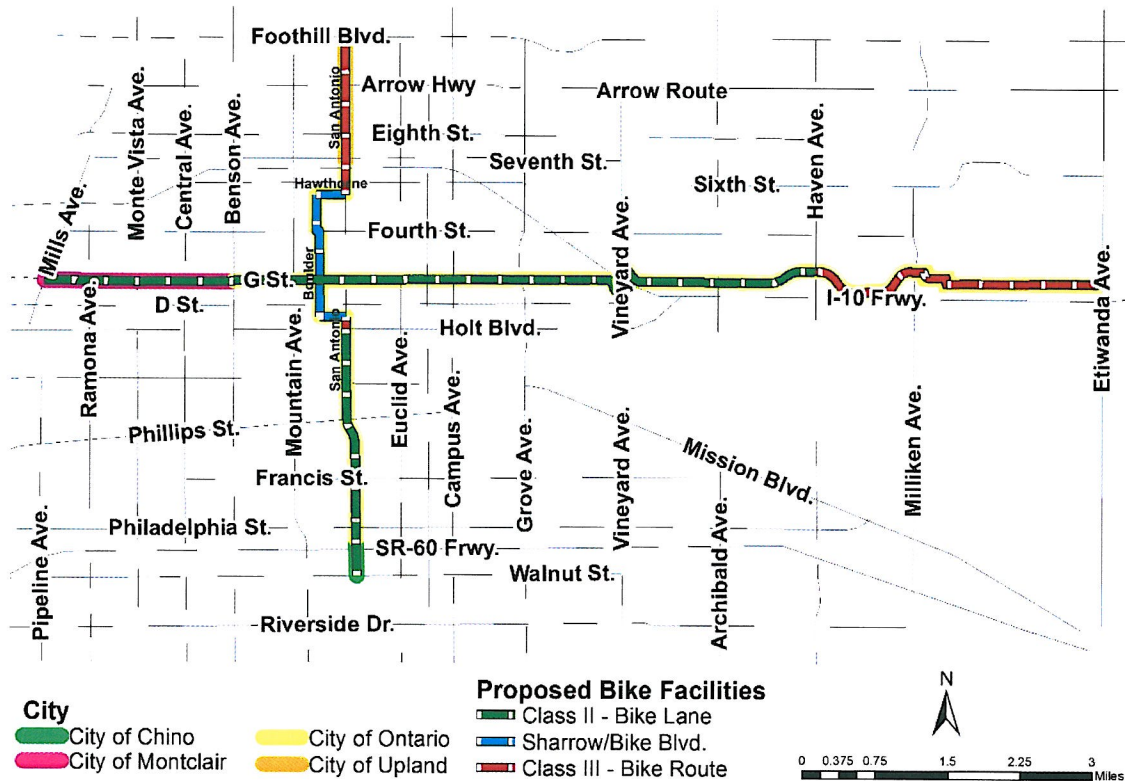 Foothill Blvd.
Arrow Hwy
Arrow Route
San Antonio
Eighth St.
Seventh St.
Sixth St.
Monte Vista Ave.
Central Ave.
Benson Ave.
Haven Ave.
Hawthorne
Mills Ave.
Fourth St.
Vineyard Ave.
G St.
Boulder
D St.
I-10 Frwy.
Etiwanda Ave.
Ramona Ave.
Holt Blvd.
Mountain Ave.
San Antonio
Euclid Ave.
Campus Ave.
Phillips St.
Grove Ave.
Vineyard Ave.
Mission Blvd.
Milliken Ave.
Francis St.
Philadelphia St.
Archibald Ave.
SR-60 Frwy.
Walnut St.
Pipeline Ave.
Riverside Dr.
City
City of Chino
City of Montclair
City of Ontario
City of Upland
Proposed Bike Facilities
Class II - Bike Lane
Sharrow/Bike Blvd.
Class III - Bike Route
N
0 0.375 0.75 1.5 2.25 3
Miles